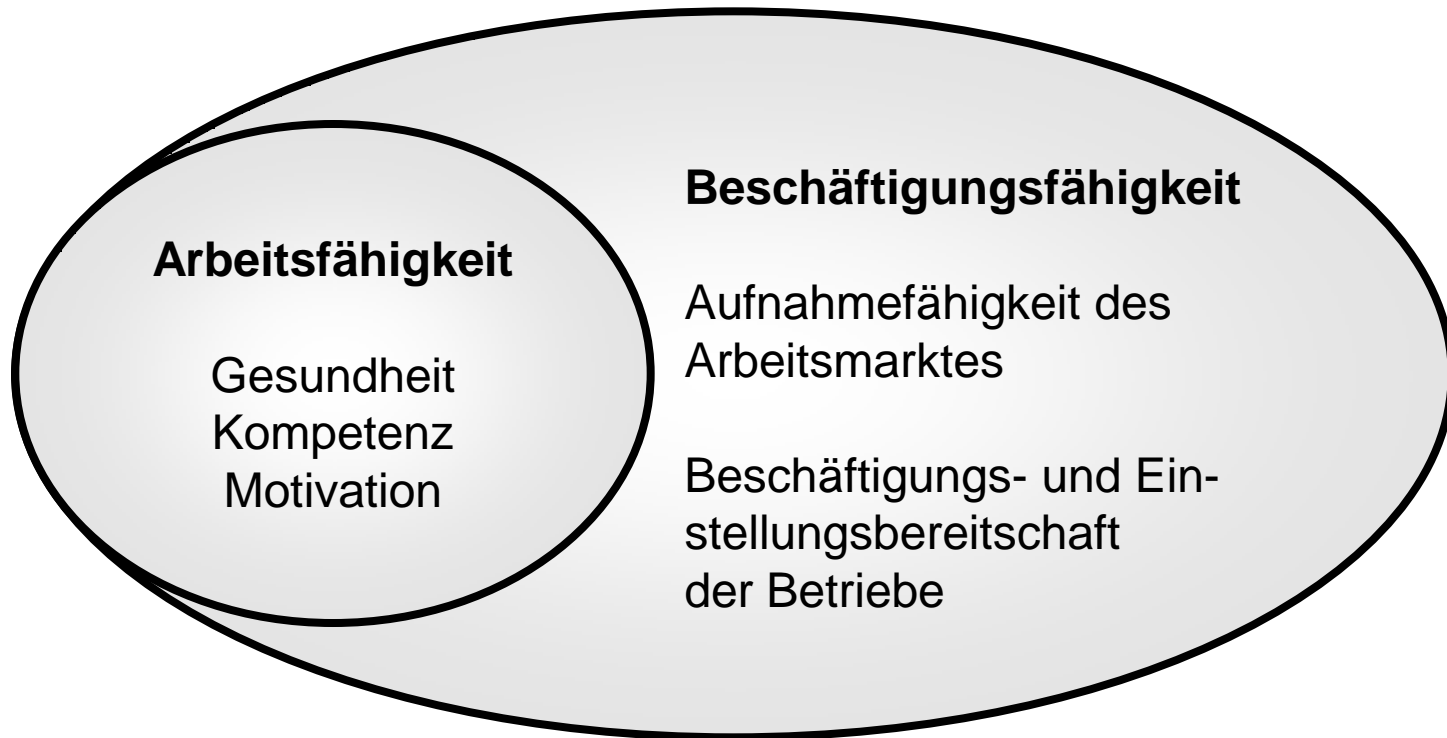 Arbeitsfähigkeit
Gesundheit
Kompetenz
Motivation
Beschäftigungsfähigkeit
Aufnahmefähigkeit des
Arbeitsmarktes
Beschäftigungs- und Ein-
stellungsbereitschaft
der Betriebe